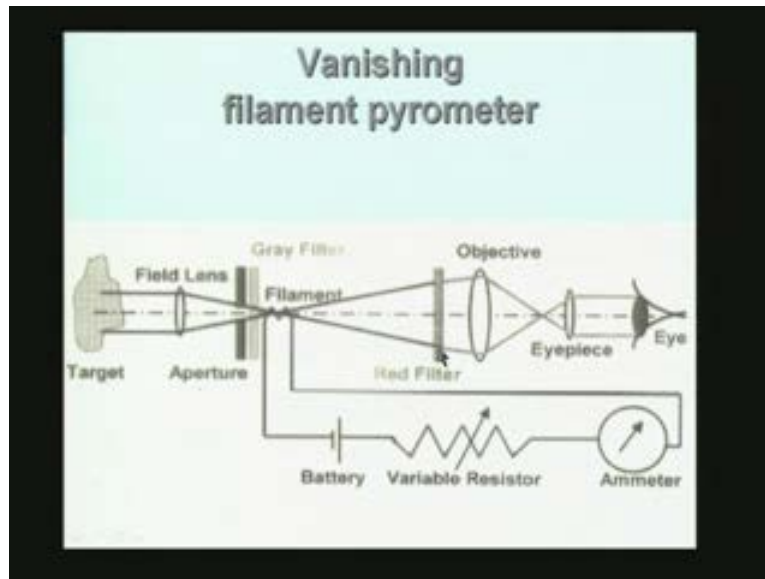 Vanishing
filament pyrometer
Gray Filter
Objective
Field Lens
Filament
Eyepiece
Eye
Target
Aperture
Red Filter
Battery
Variable Resistor
Ammeter